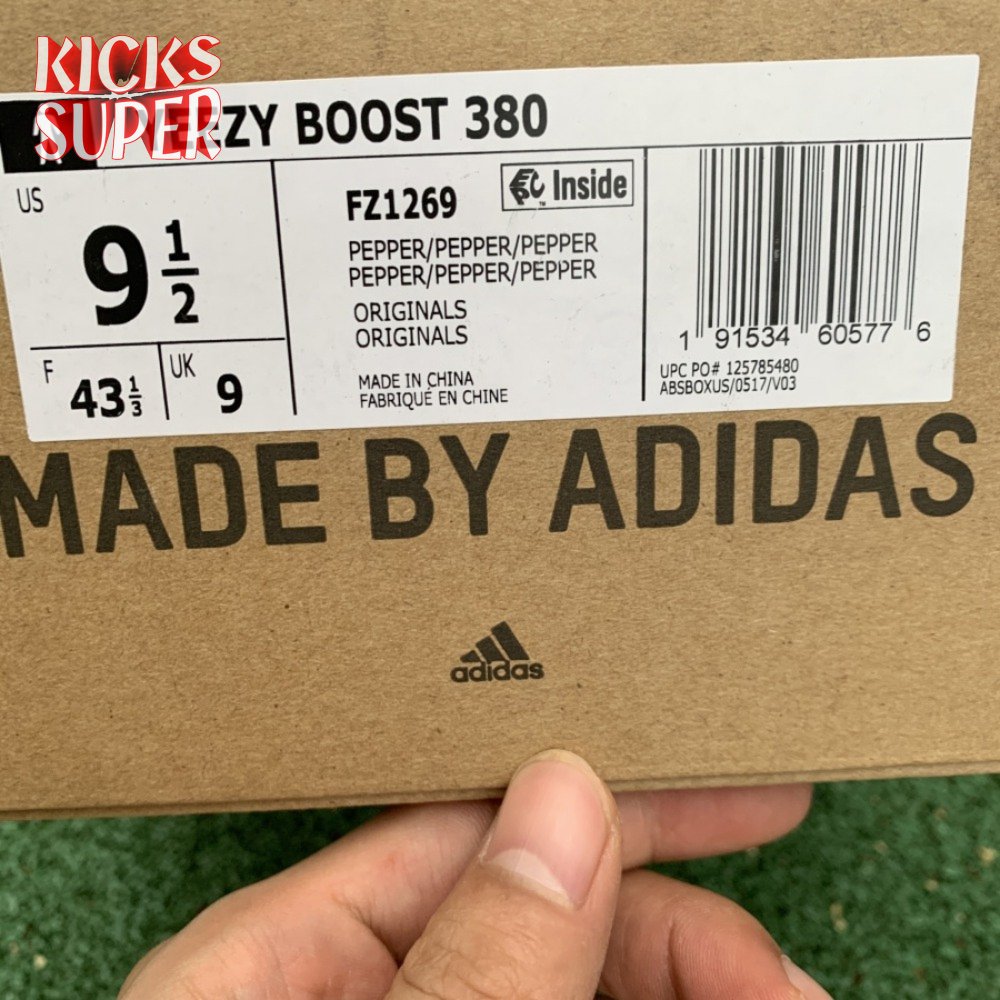 KICKS
SUPER
YEEZY BOOST 380
US
9 1/2
F
43 1/3
UK
9
FZ1269
Inside
™
PEPPER/PEPPER/PEPPER
PEPPER/PEPPER/PEPPER
ORIGINALS
ORIGINALS
MADE IN CHINA
FABRIQUÉ EN CHINE
1 91534 60577 6
UPC PO# 125785480
ABSBOXUS/0517/V03
MADE BY ADIDAS
adidas